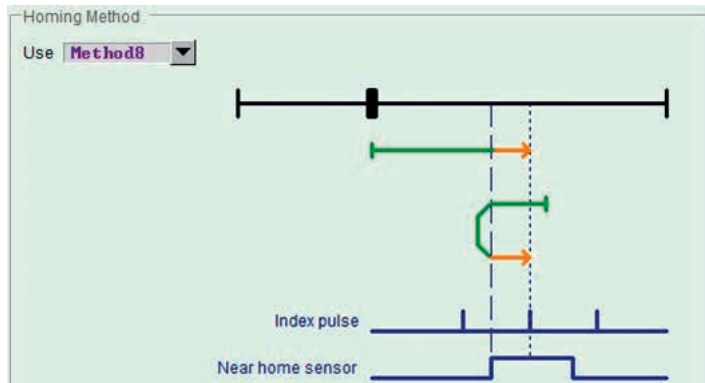 Homing Method
Use Method8
Index pulse
Near home sensor